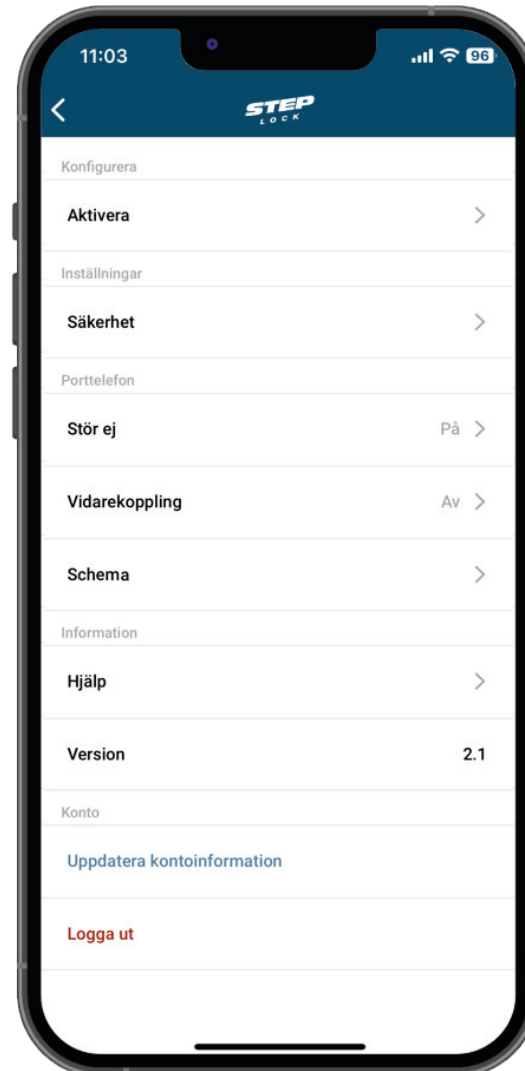 11:03
96
STEP
LOCK
Konfigurera
Aktivera
Inställningar
Säkerhet
Porttelefon
Stör ej På
Vidarekoppling Av
Schema
Information
Hjälp
Version 2.1
Konto
Uppdatera kontoinformation
Logga ut